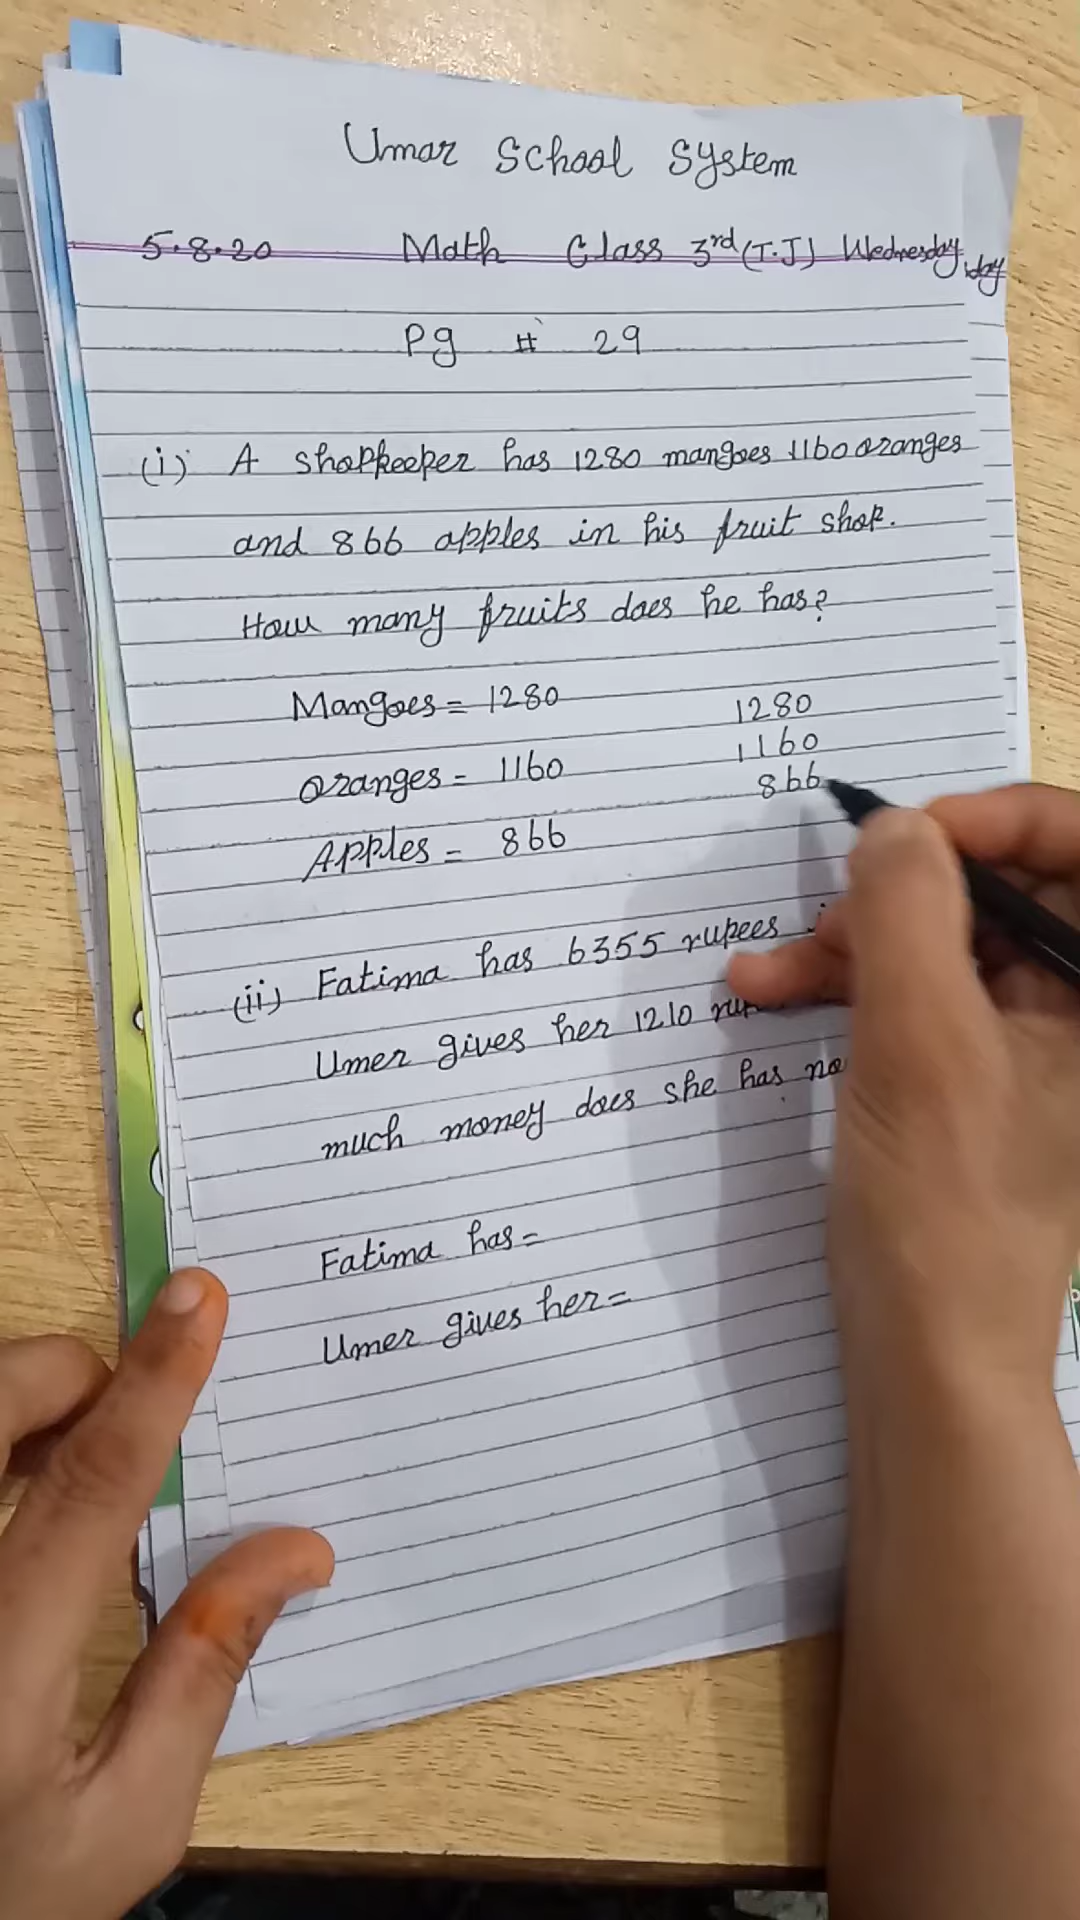 Umar School System
5.8.20 Math Class 3rd (T.J) Wednesday
day
Pg # 29
(i) A shopkeeper has 1280 mangoes 1160 oranges
and 866 apples in his fruit shop.
How many fruits does he has?
Mangoes = 1280 1280
oranges = 1160 1160
Apples = 866 866
(ii) Fatima has 6355 rupees
Umer gives her 1210
much money does she has
Fatima has =
Umer gives her =